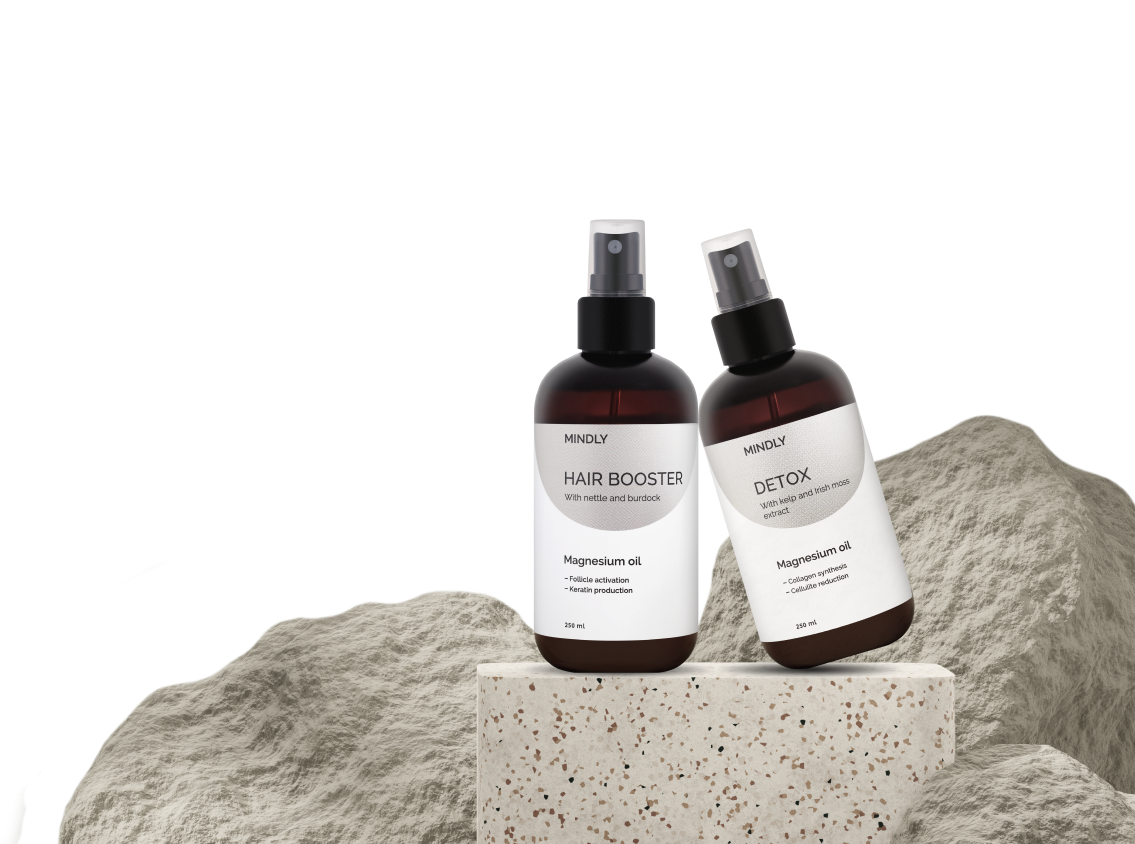 MINDLY
HAIR BOOSTER
With nettle and burdock
Magnesium oil
– Follicle activation
– Keratin production
250 ml
MINDLY
DETOX
With kelp and Irish moss
extract
Magnesium oil
– Collagen synthesis
– Cellulite reduction
250 ml